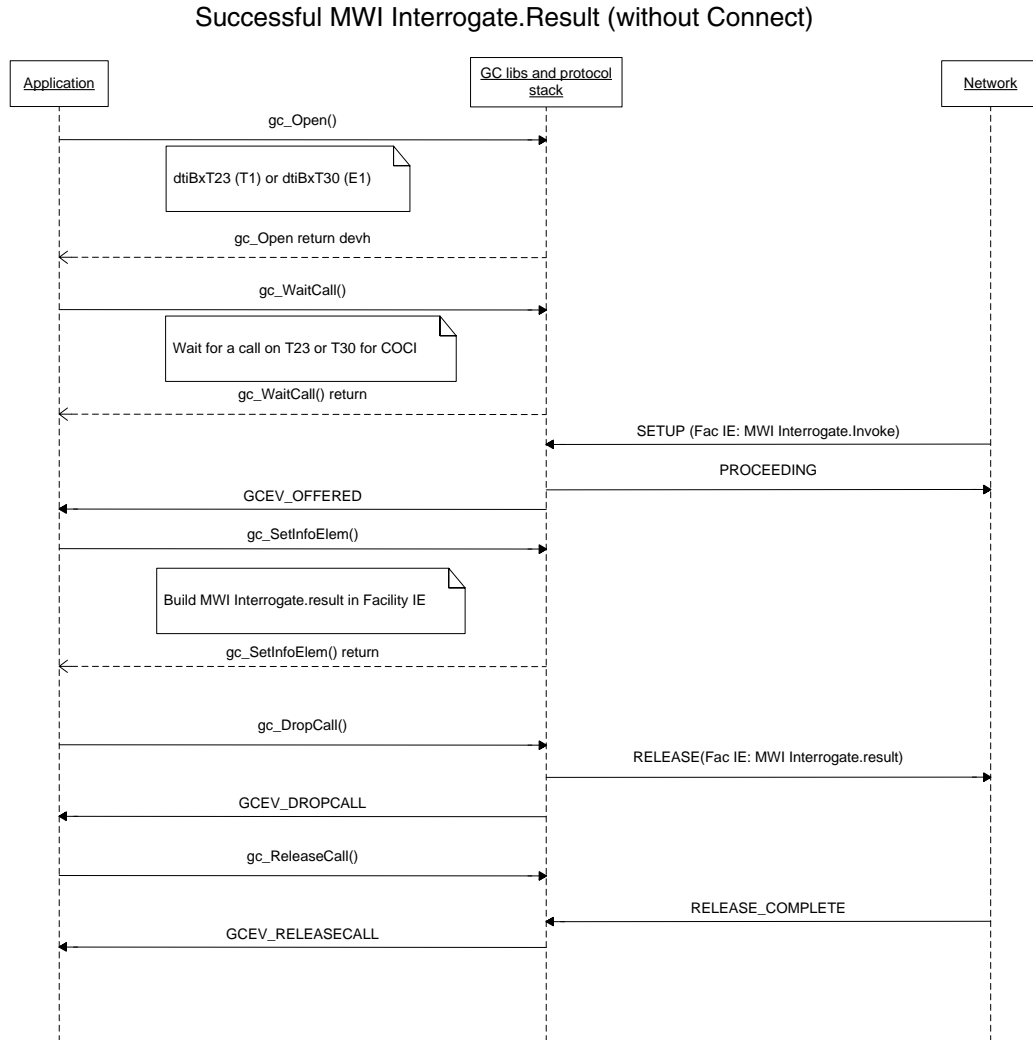 Successful MWI Interrogate.Result (without Connect)
Application
GC libs and protocol
stack
Network
gc_Open()
dtiBxT23 (T1) or dtiBxT30 (E1)
gc_Open return devh
gc_WaitCall()
Wait for a call on T23 or T30 for COCI
gc_WaitCall() return
SETUP (Fac IE: MWI Interrogate.Invoke)
PROCEEDING
GCEV_OFFERED
gc_SetInfoElem()
Build MWI Interrogate.result in Facility IE
gc_SetInfoElem() return
gc_DropCall()
RELEASE(Fac IE: MWI Interrogate.result)
GCEV_DROPCALL
gc_ReleaseCall()
RELEASE_COMPLETE
GCEV_RELEASECALL